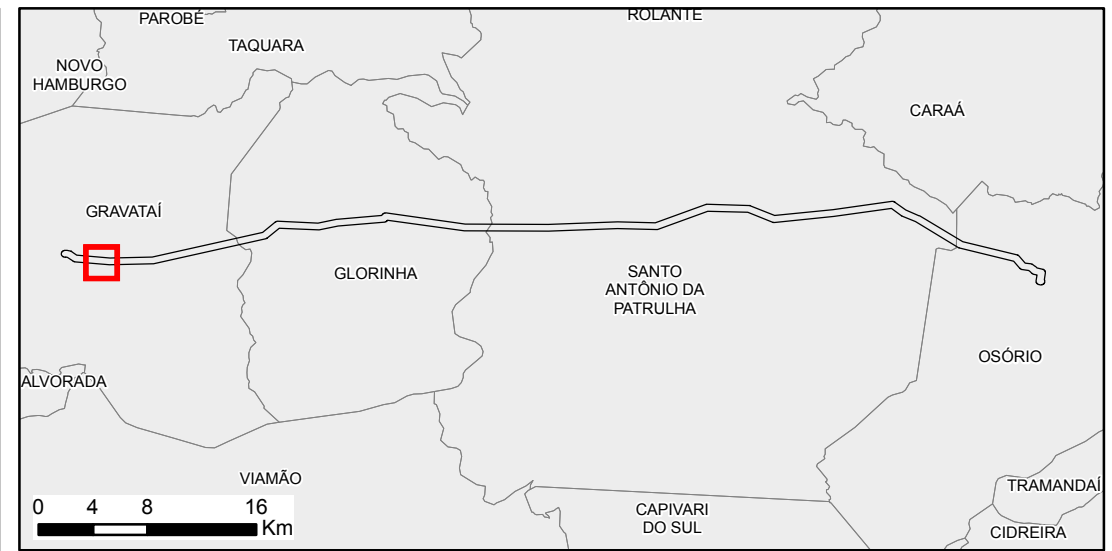 PAROBÉ
ROLANTE
TAQUARA
NOVO
HAMBURGO
CARAÁ
GRAVATAÍ
GLORINHA
SANTO
ANTÔNIO DA
PATRULHA
OSÓRIO
ALVORADA
VIAMÃO
TRAMANDAÍ
CAPIVARI
DO SUL
CIDREIRA
0 4 8 16
Km